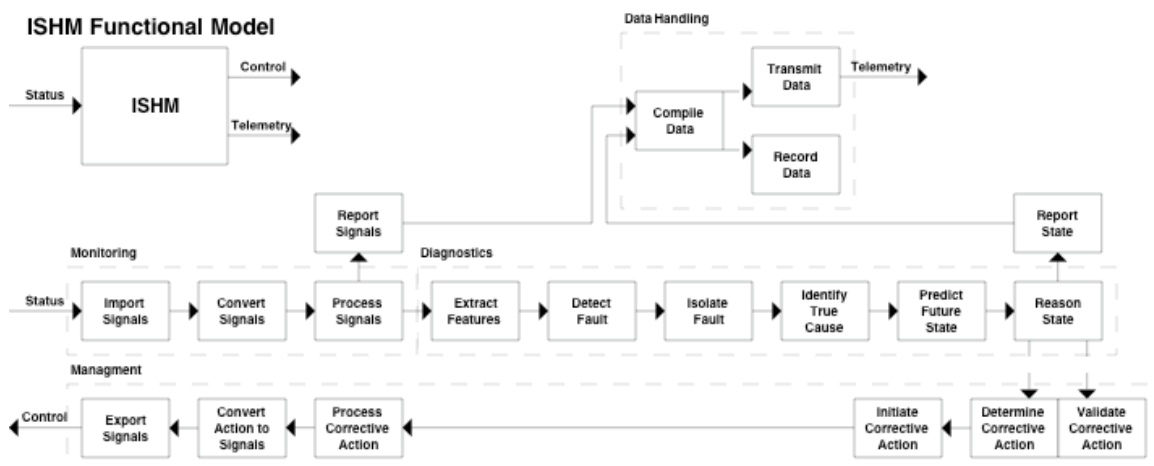 ISHM Functional Model
Data Handling
Control
Status
ISHM
Telemetry
Transmit
Data
Telemetry
Compile
Data
Record
Data
Report
Signals
Report
State
Monitoring
Diagnostics
Status
Import
Signals
Convert
Signals
Process
Signals
Extract
Features
Detect
Fault
Isolate
Fault
Identify
True
Cause
Predict
Future
State
Reason
State
Managment
Control
Export
Signals
Convert
Action to
Signals
Process
Corrective
Action
Initiate
Corrective
Action
Determine
Corrective
Action
Validate
Corrective
Action